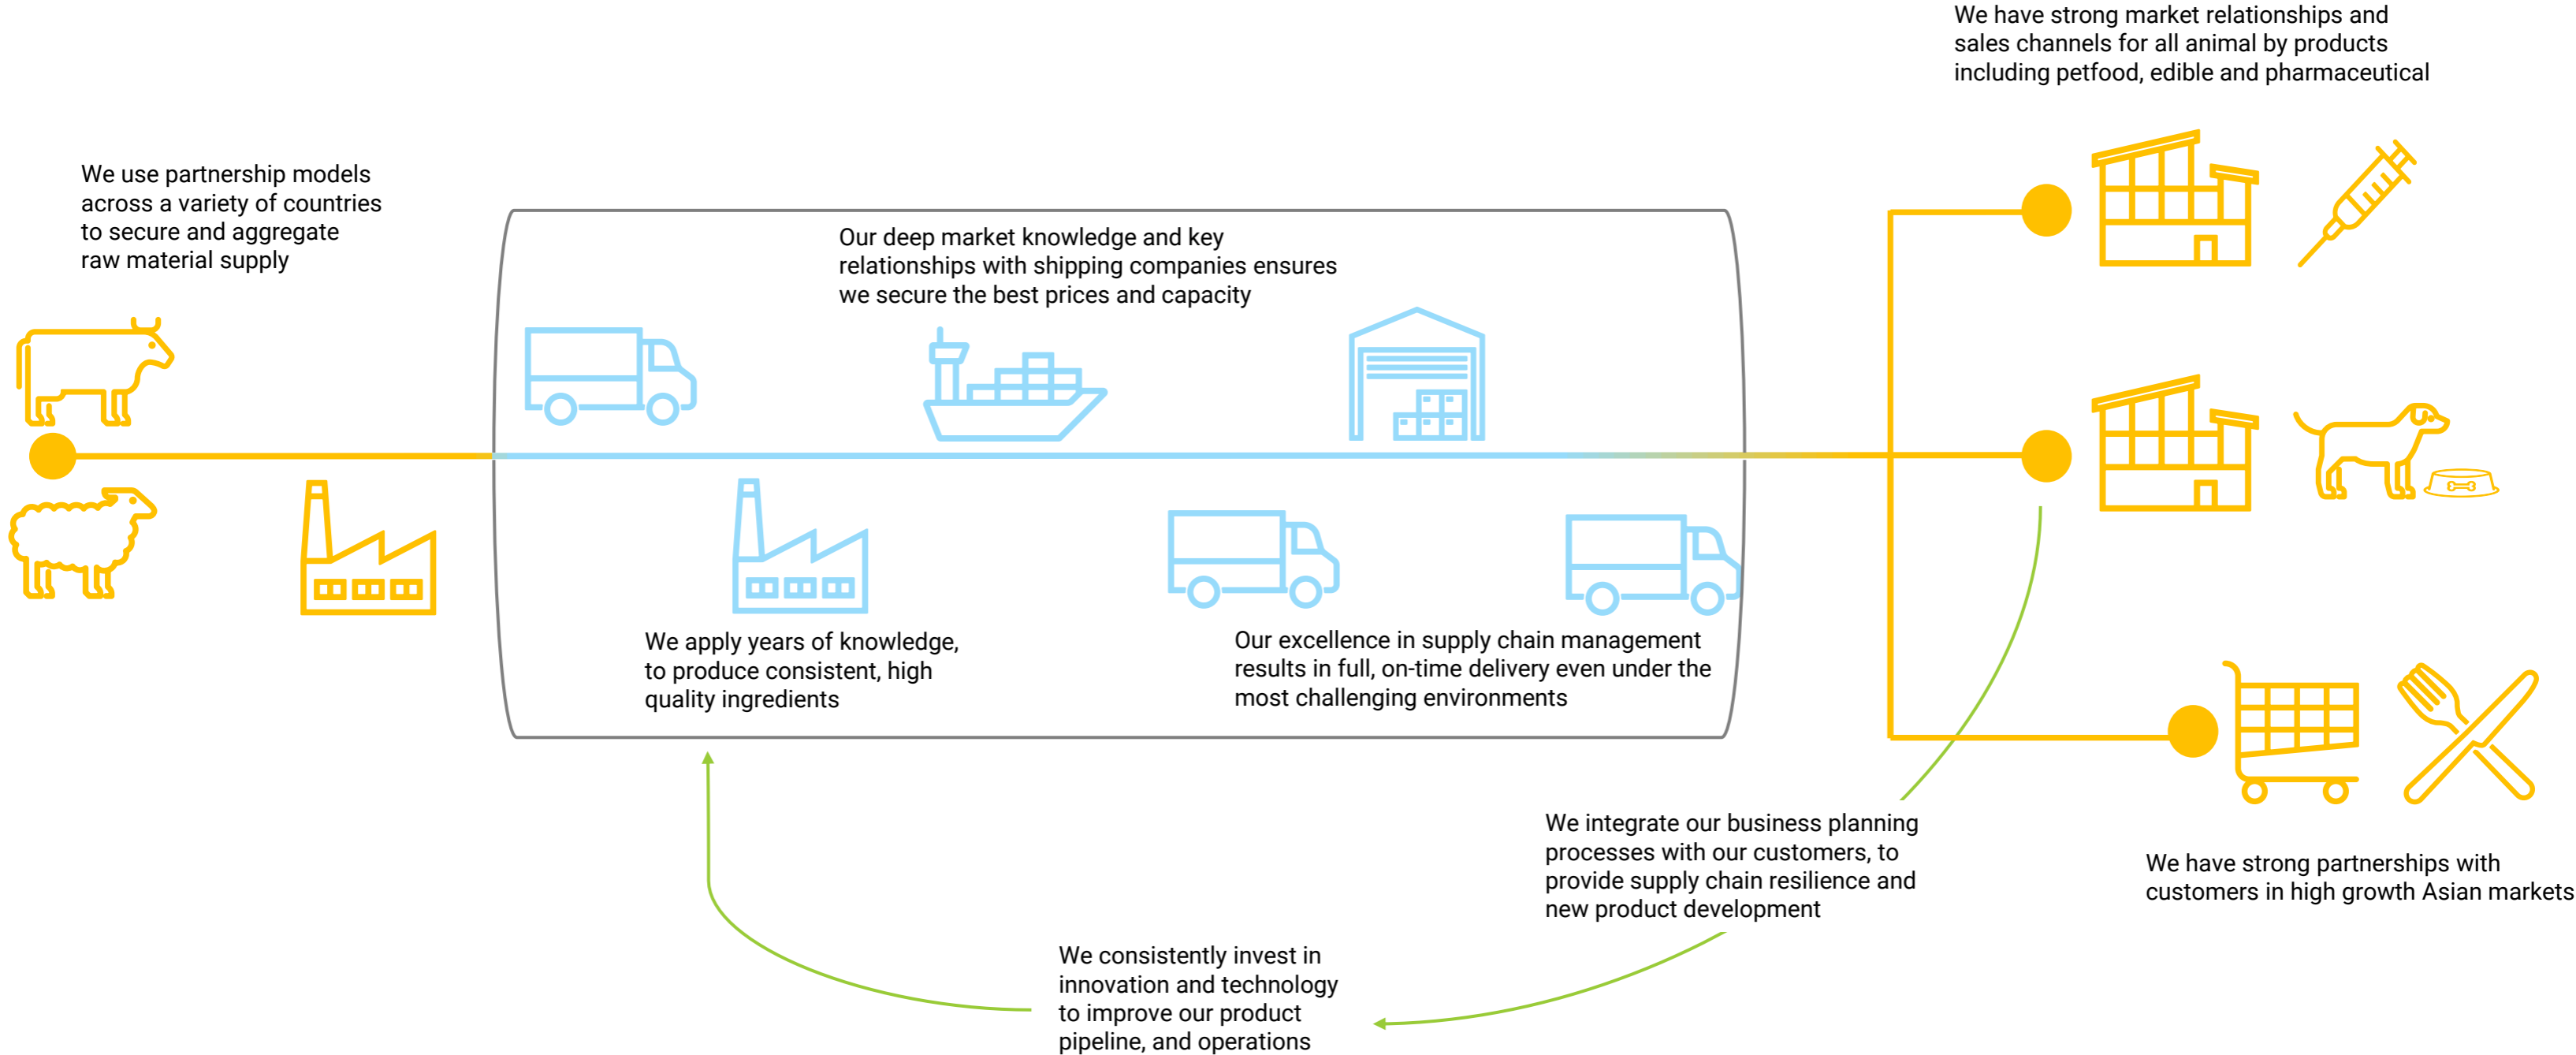 We have strong market relationships and
sales channels for all animal by products
including petfood, edible and pharmaceutical
We use partnership models
across a variety of countries
to secure and aggregate
raw material supply
Our deep market knowledge and key
relationships with shipping companies ensures
we secure the best prices and capacity
We apply years of knowledge,
to produce consistent, high
quality ingredients
Our excellence in supply chain management
results in full, on-time delivery even under the
most challenging environments
We integrate our business planning
processes with our customers, to
provide supply chain resilience and
new product development
We have strong partnerships with
customers in high growth Asian markets
We consistently invest in
innovation and technology
to improve our product
pipeline, and operations